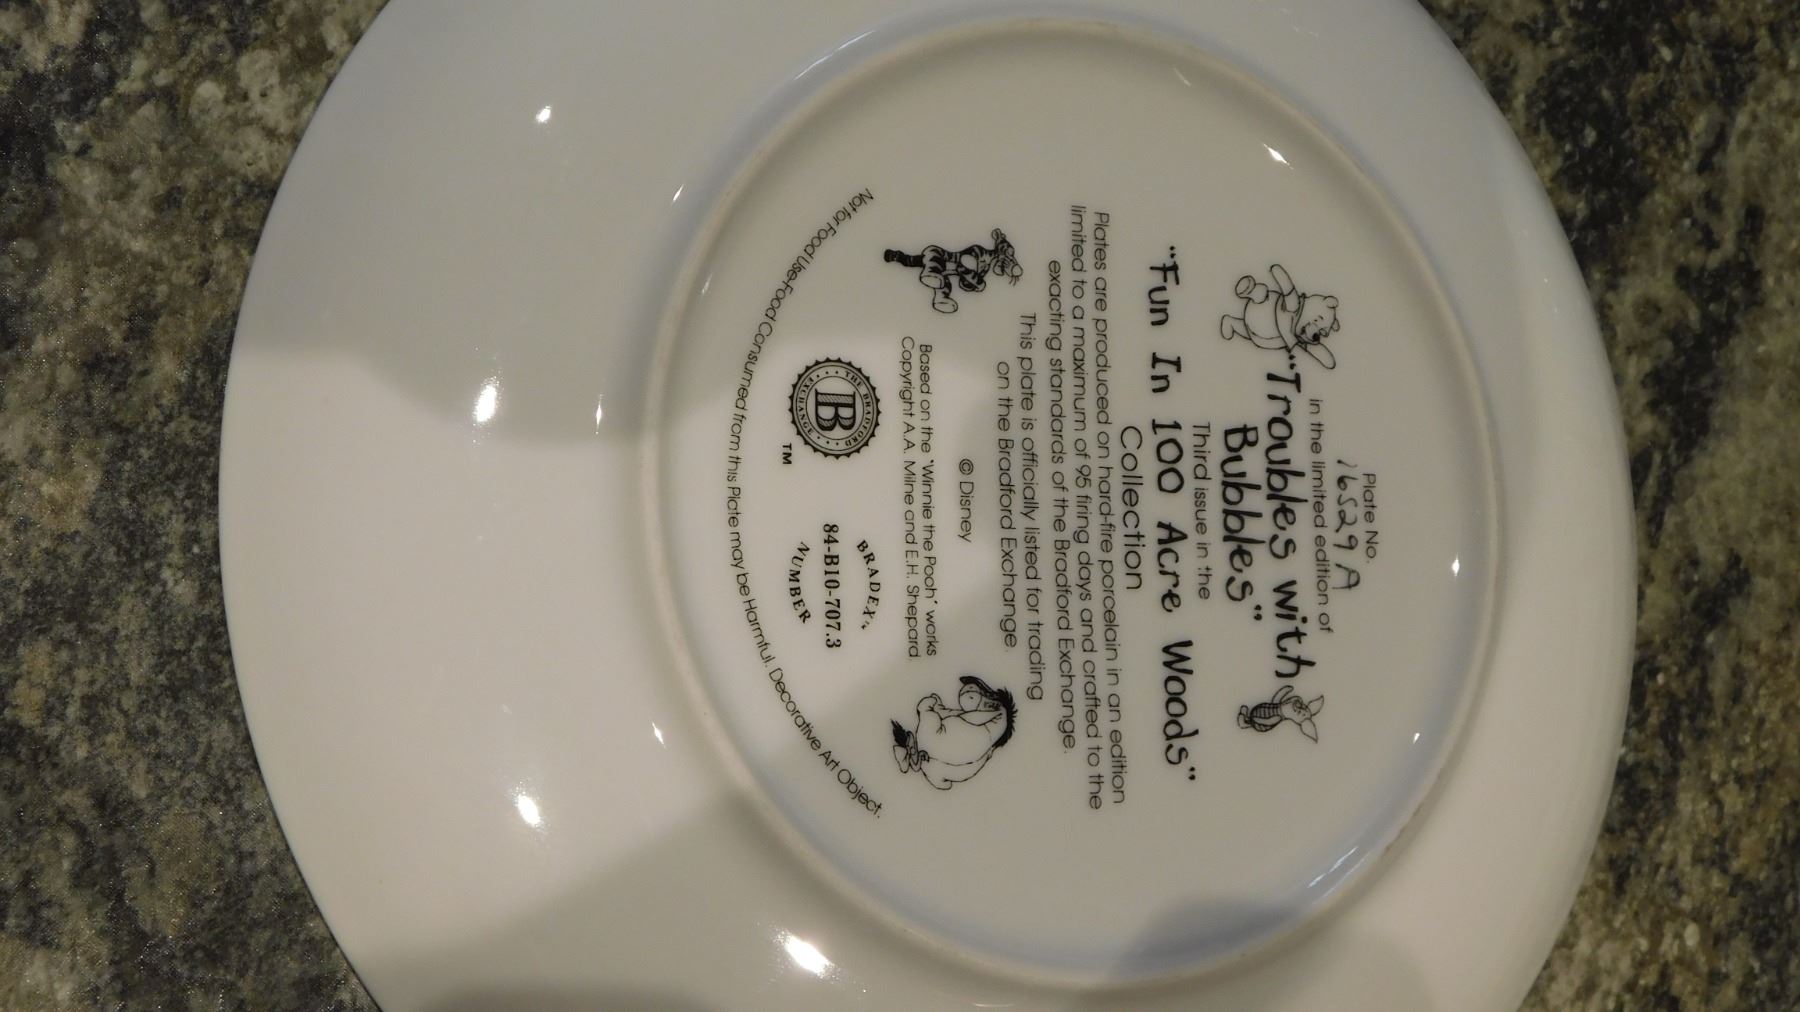 Plate No.
16529A
in the limited edition of
"Troubles with
Bubbles"
Third issue in the
"Fun In 100 Acre Woods"
Collection
Plates are produced on hard-fire porcelain in an edition
limited to a maximum of 95 firing days and crafted to the
exacting standards of the Bradford Exchange.
This plate is officially listed for trading
on the Bradford Exchange.
© Disney
Based on the 'Winnie the Pooh' works
Copyright A.A. Milne and E.H. Shepard.
THE BRADFORD EXCHANGE
B
TM
BRADEX
84-B10-707.3
NUMBER
Not for Food Use-Food Consumed from this Plate may be Harmful. Decorative Art Object.